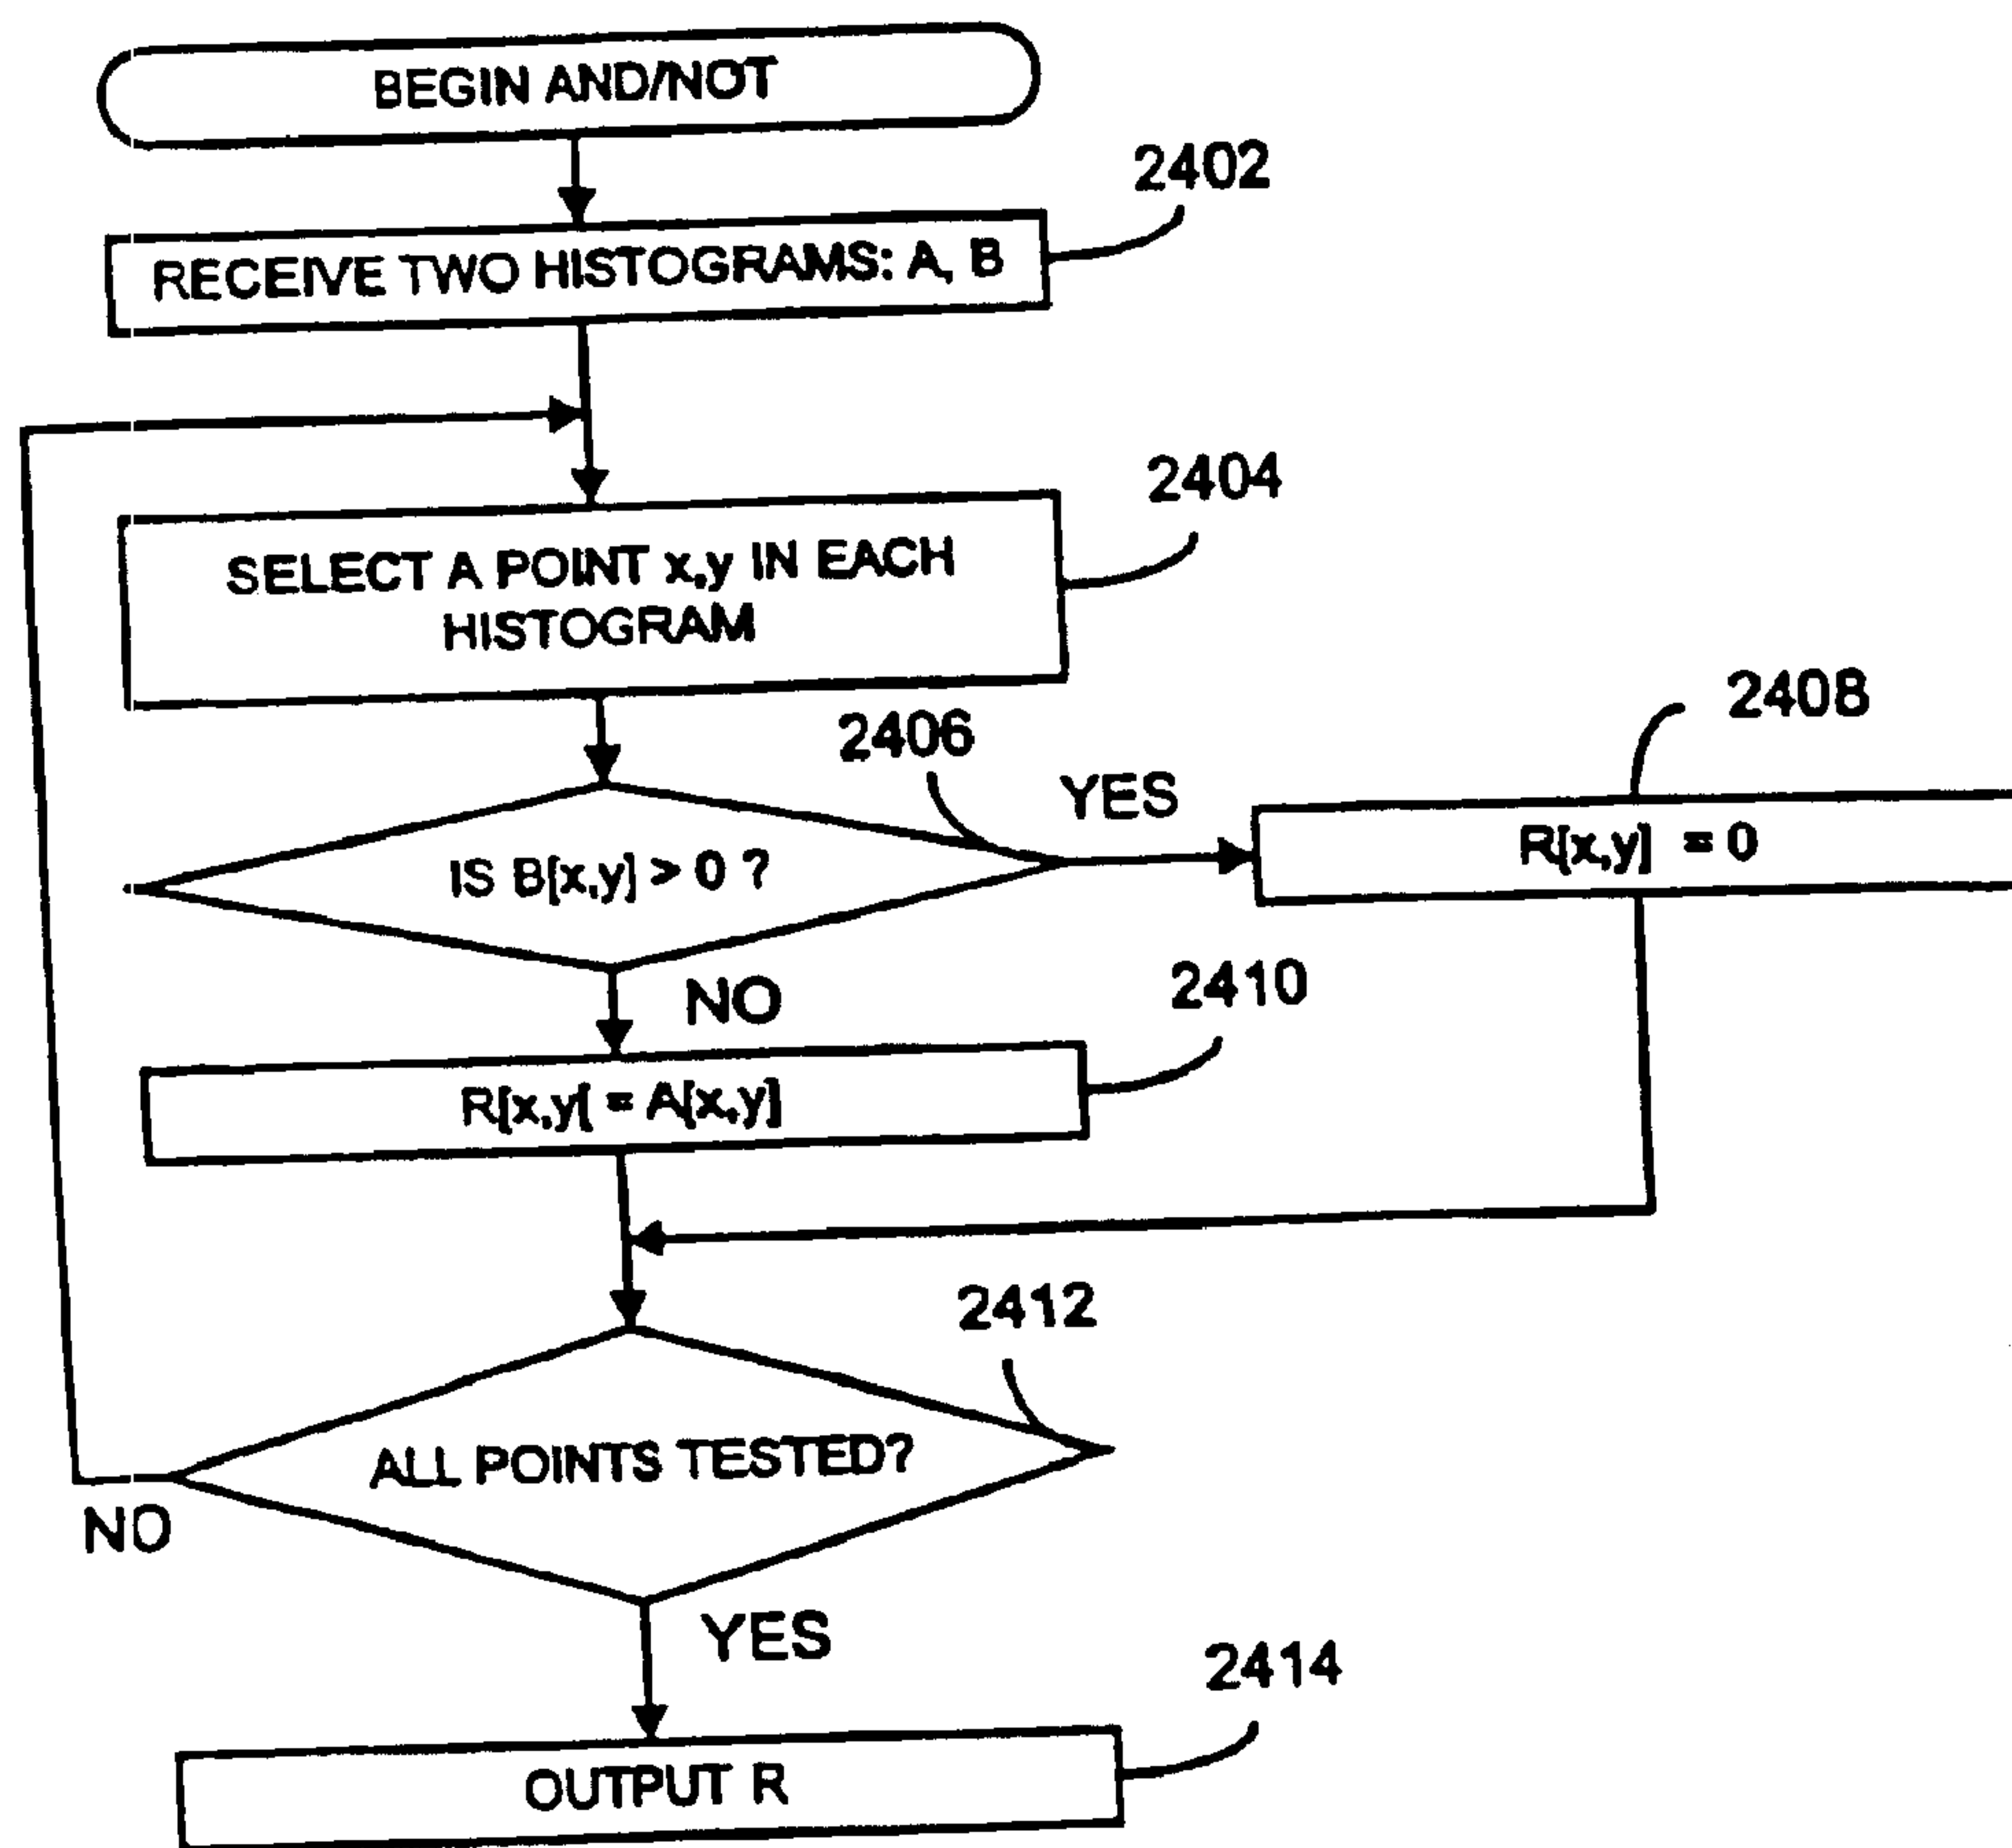 BEGIN AND/NOT
2402
RECEIVE TWO HISTOGRAMS: A, B
2404
SELECT A POINT x,y IN EACH
HISTOGRAM
2406
YES
2408
IS B[x,y] > 0 ?
R[x,y] = 0
NO
2410
R[x,y[ = A[x,y]
2412
ALL POINTS TESTED?
NO
YES
2414
OUTPUT R